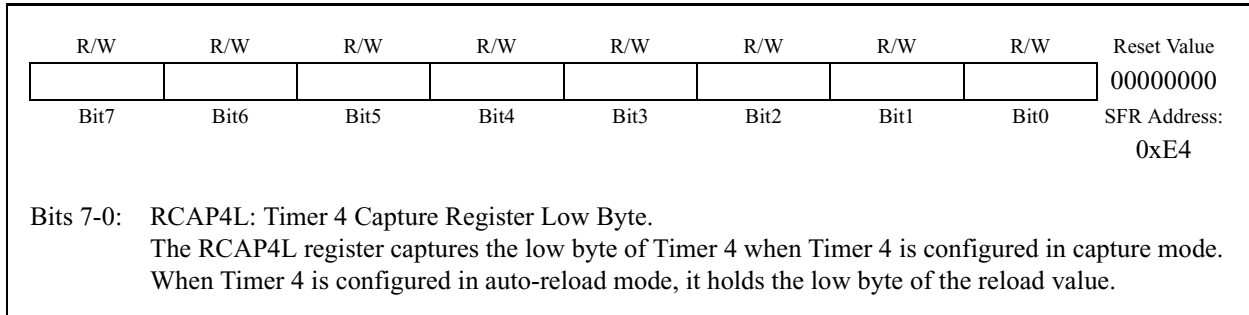 R/W R/W R/W R/W R/W R/W R/W R/W Reset Value
00000000
Bit7 Bit6 Bit5 Bit4 Bit3 Bit2 Bit1 Bit0 SFR Address:
0xE4
Bits 7-0: RCAP4L: Timer 4 Capture Register Low Byte.
The RCAP4L register captures the low byte of Timer 4 when Timer 4 is configured in capture mode.
When Timer 4 is configured in auto-reload mode, it holds the low byte of the reload value.